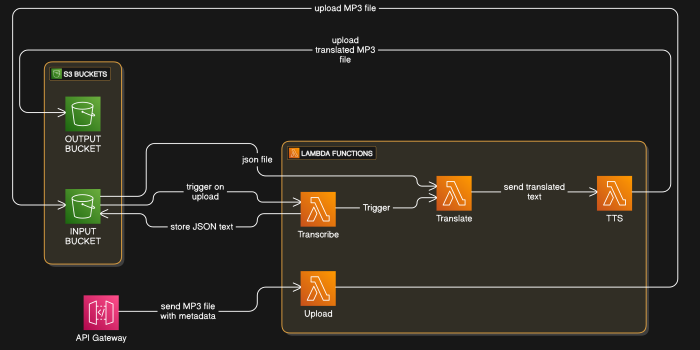 upload MP3 file
upload
translated MP3
file
S3 BUCKETS
OUTPUT
BUCKET
json file
LAMBDA FUNCTIONS
trigger on
upload
send translated
text
Trigger
INPUT
BUCKET
store JSON text
Transcribe
Translate
TTS
send MP3 file
with metadata
Upload
API Gateway